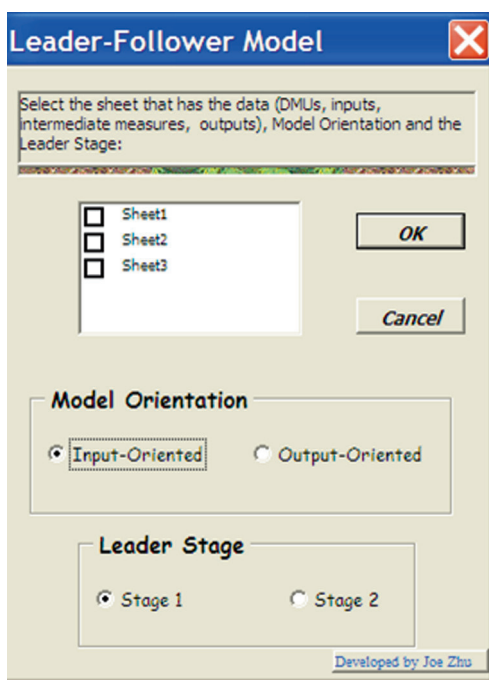 Leader-Follower Model
Select the sheet that has the data (DMUs, inputs,
intermediate measures, outputs), Model Orientation and the
Leader Stage:
Sheet1
Sheet2
Sheet3
OK
Cancel
Model Orientation
Input-Oriented Output-Oriented
Leader Stage
Stage 1 Stage 2
Developed by Joe Zhu